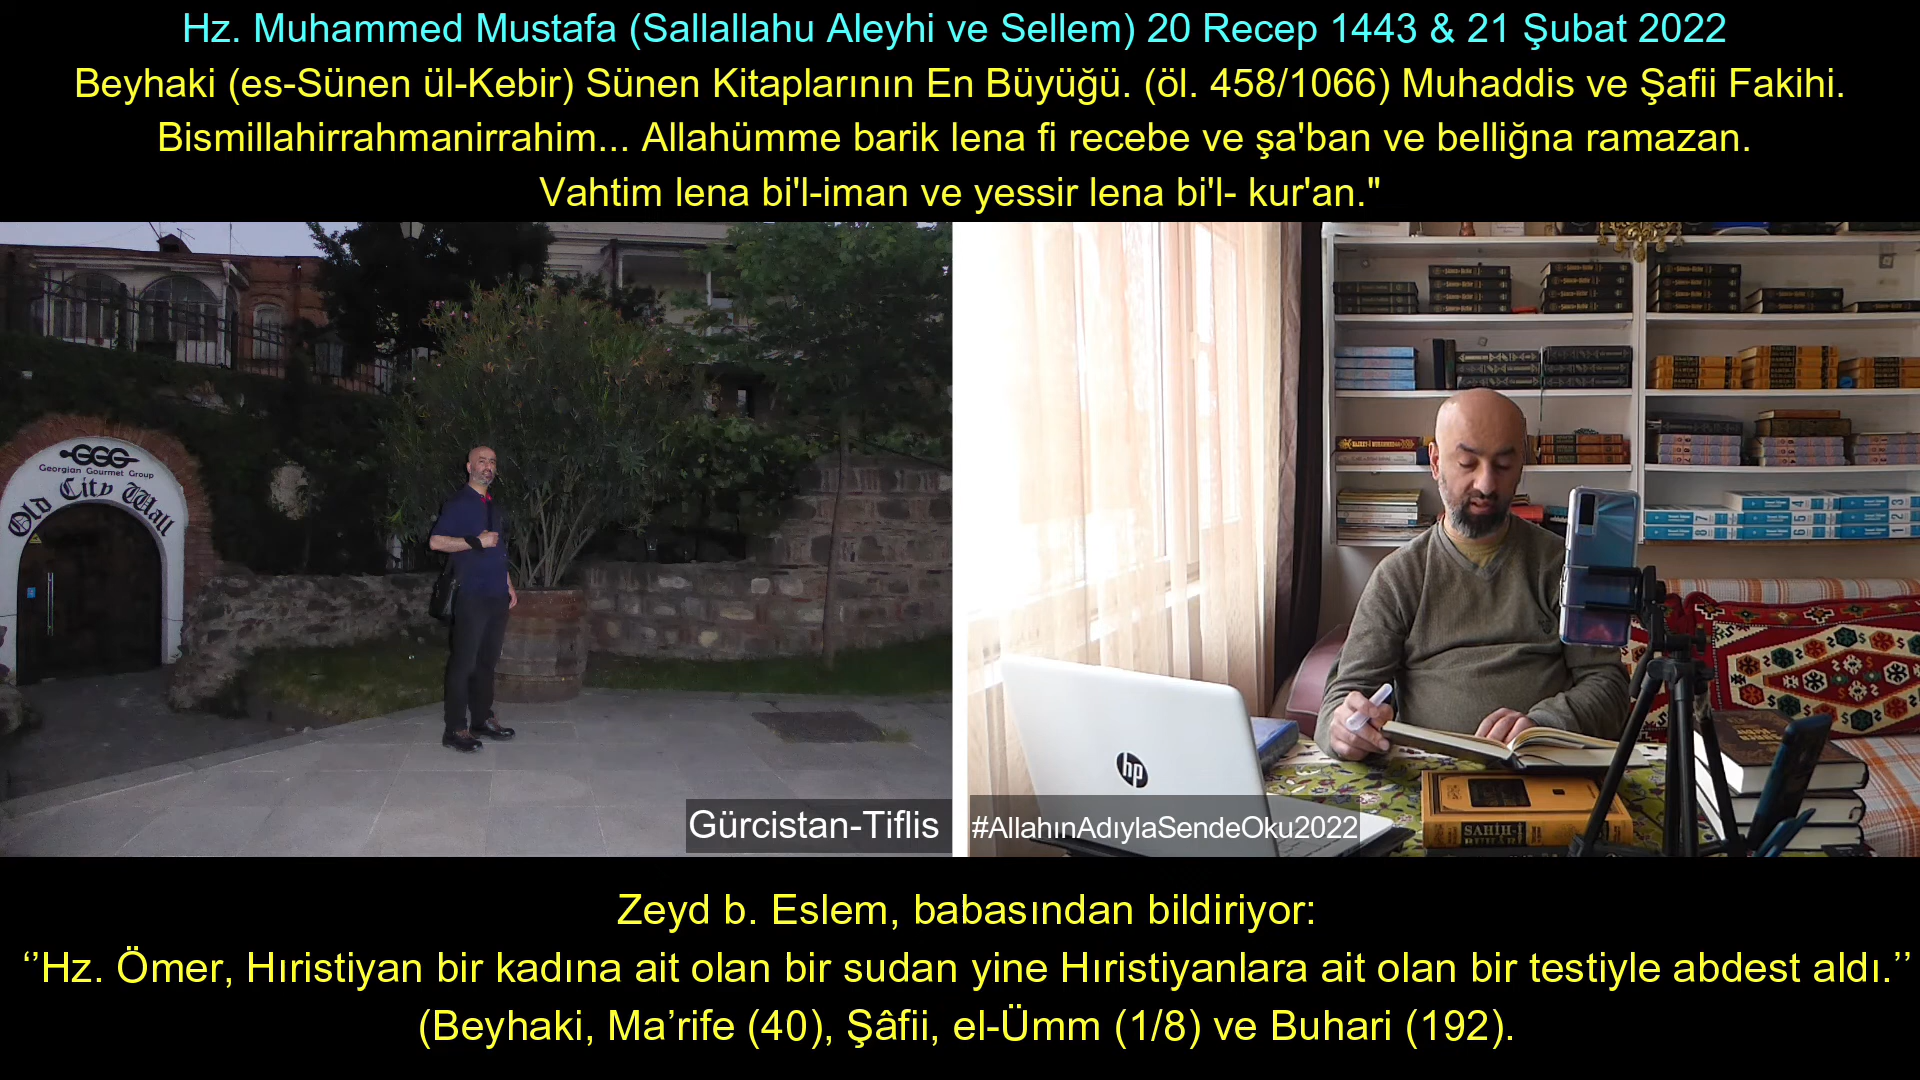 Hz. Muhammed Mustafa (Sallallahu Aleyhi ve Sellem) 20 Recep 1443 & 21 Şubat 2022
Beyhaki (es-Sünen ül-Kebir) Sünen Kitaplarının En Büyüğü. (öl. 458/1066) Muhaddis ve Şafii Fakihi.
Bismillahirrahmanirrahim... Allahümme barik lena fi recebe ve şa'ban ve belliğna ramazan.
Vahtim lena bi'l-iman ve yessir lena bi'l- kur'an."
GGG
Georgian Gourmet Group
Old City Wall
hp
SAHİH-İ
BUHARİ
Gürcistan-Tiflis
#AllahınAdıylaSendeOku2022
Zeyd b. Eslem, babasından bildiriyor:
‘’Hz. Ömer, Hıristiyan bir kadına ait olan bir sudan yine Hıristiyanlara ait olan bir testiyle abdest aldı.’’
(Beyhaki, Ma’rife (40), Şâfii, el-Ümm (1/8) ve Buhari (192).